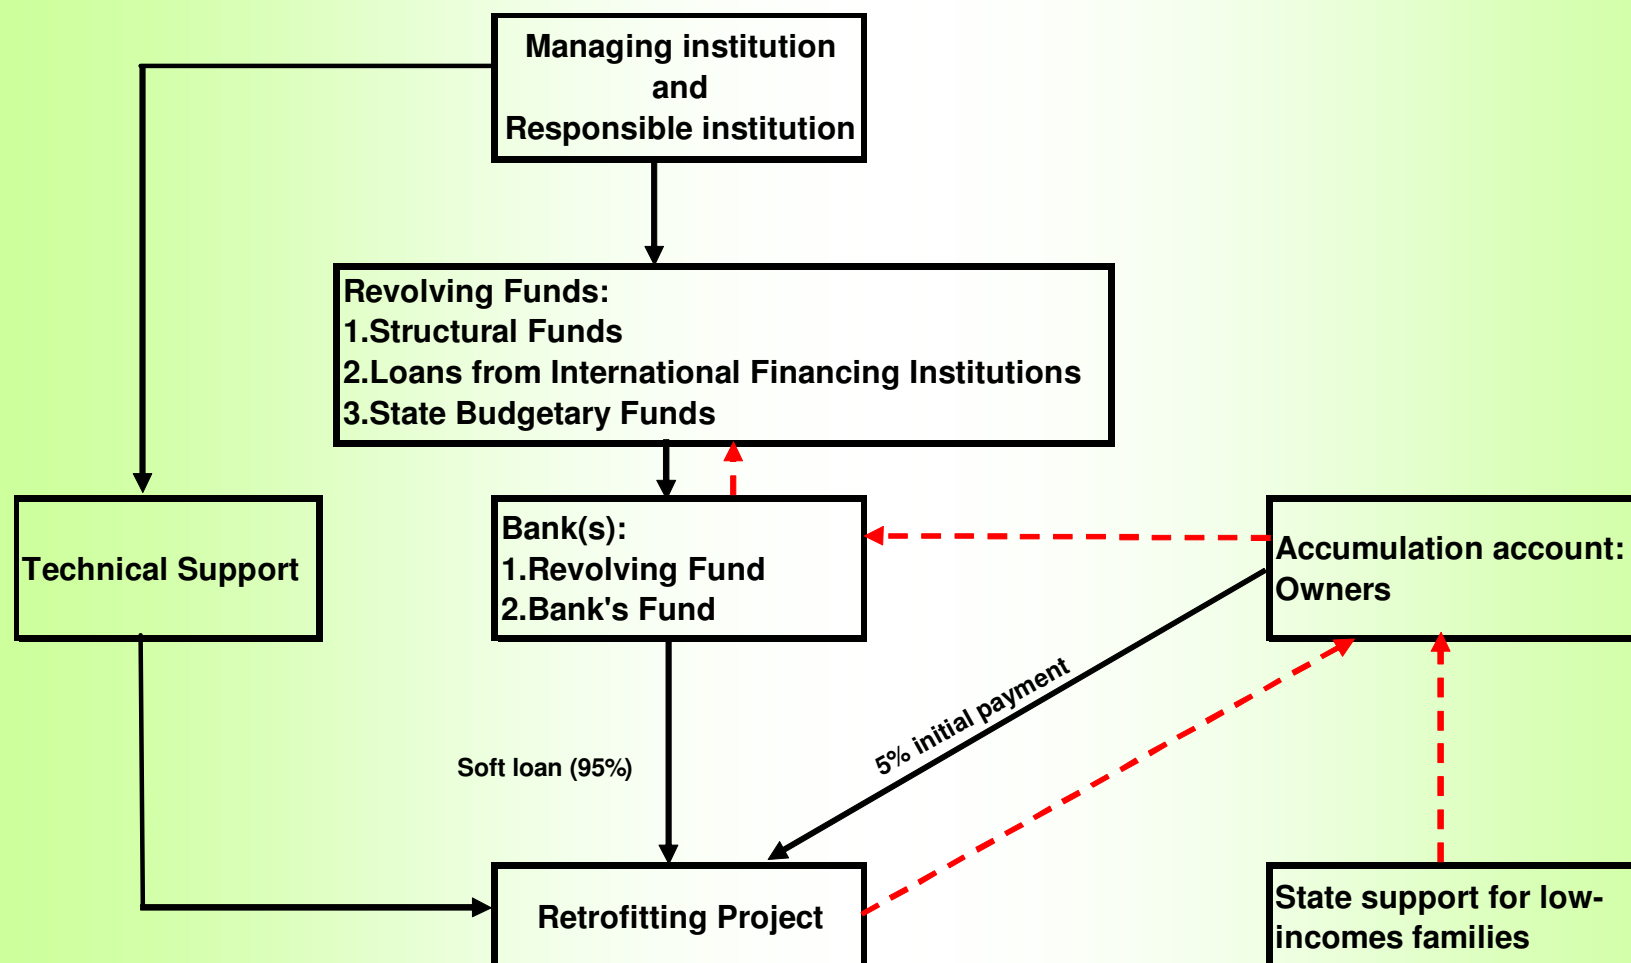 Managing institution
and
Responsible institution
Revolving Funds:
1.Structural Funds
2.Loans from International Financing Institutions
3.State Budgetary Funds
Technical Support
Bank(s):
1.Revolving Fund
2.Bank's Fund
Accumulation account:
Owners
5% initial payment
Soft loan (95%)
Retrofitting Project
State support for low-
incomes families